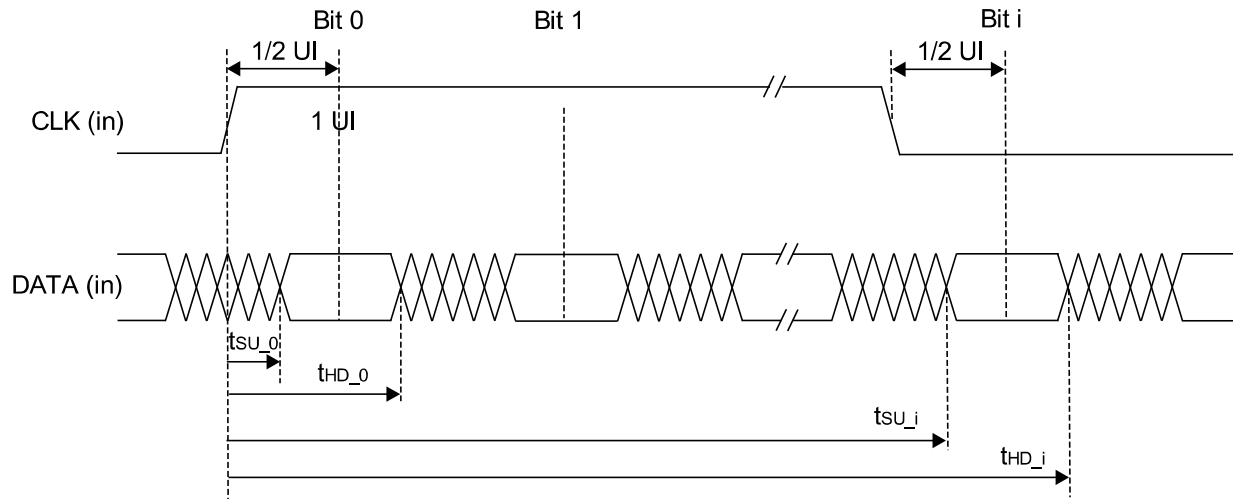 Bit 0
Bit 1
Bit i
1/2 UI
1/2 UI
CLK (in)
1 UI
DATA (in)
tSU_0
tHD_0
tSU_i
tHD_i